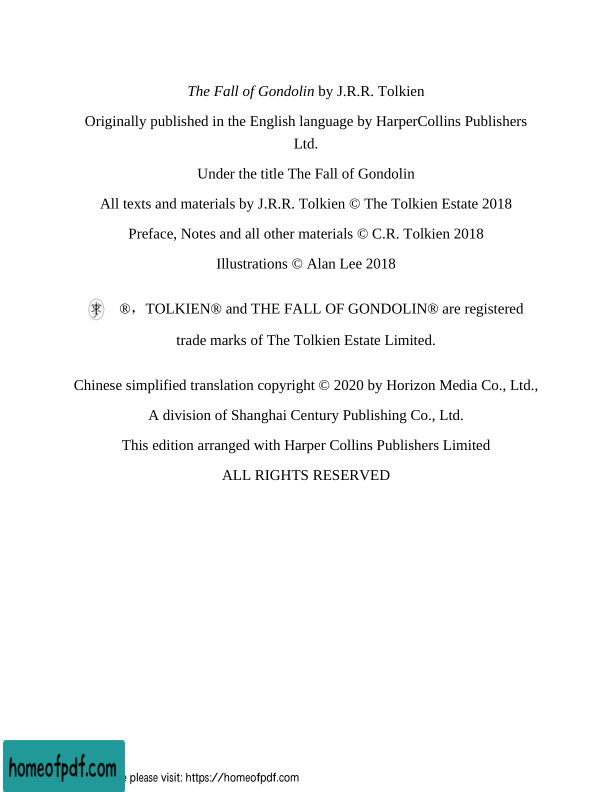 The Fall of Gondolin by J.R.R. Tolkien
Originally published in the English language by HarperCollins Publishers
Ltd.
Under the title The Fall of Gondolin
All texts and materials by J.R.R. Tolkien © The Tolkien Estate 2018
Preface, Notes and all other materials © C.R. Tolkien 2018
Illustrations © Alan Lee 2018
®，TOLKIEN® and THE FALL OF GONDOLIN® are registered
trade marks of The Tolkien Estate Limited.
Chinese simplified translation copyright © 2020 by Horizon Media Co., Ltd.,
A division of Shanghai Century Publishing Co., Ltd.
This edition arranged with Harper Collins Publishers Limited
ALL RIGHTS RESERVED
homeofpdf.com
please visit: https://homeofpdf.com